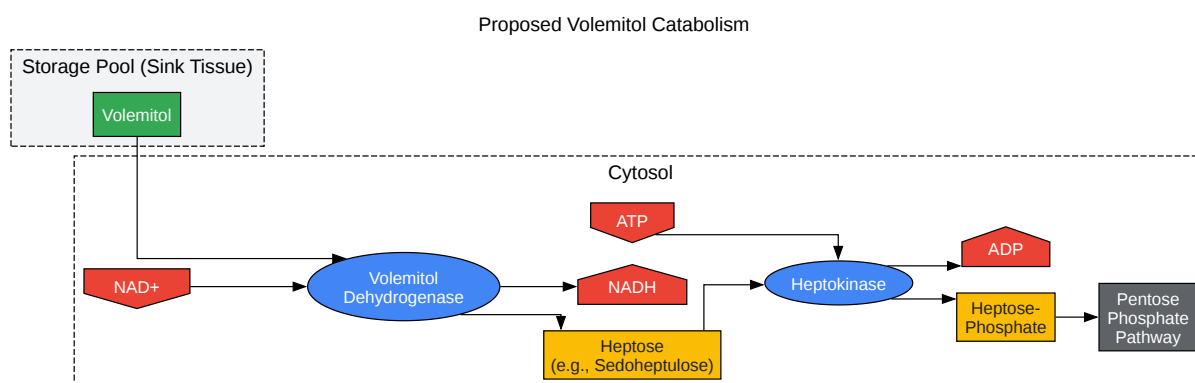 Proposed Volemitol Catabolism
Storage Pool (Sink Tissue)
Volemitol
Cytosol
ATP
ADP
NAD+
Volemitol
Dehydrogenase
NADH
Heptokinase
Heptose
(e.g., Sedoheptulose)
Heptose-
Phosphate
Pentose
Phosphate
Pathway